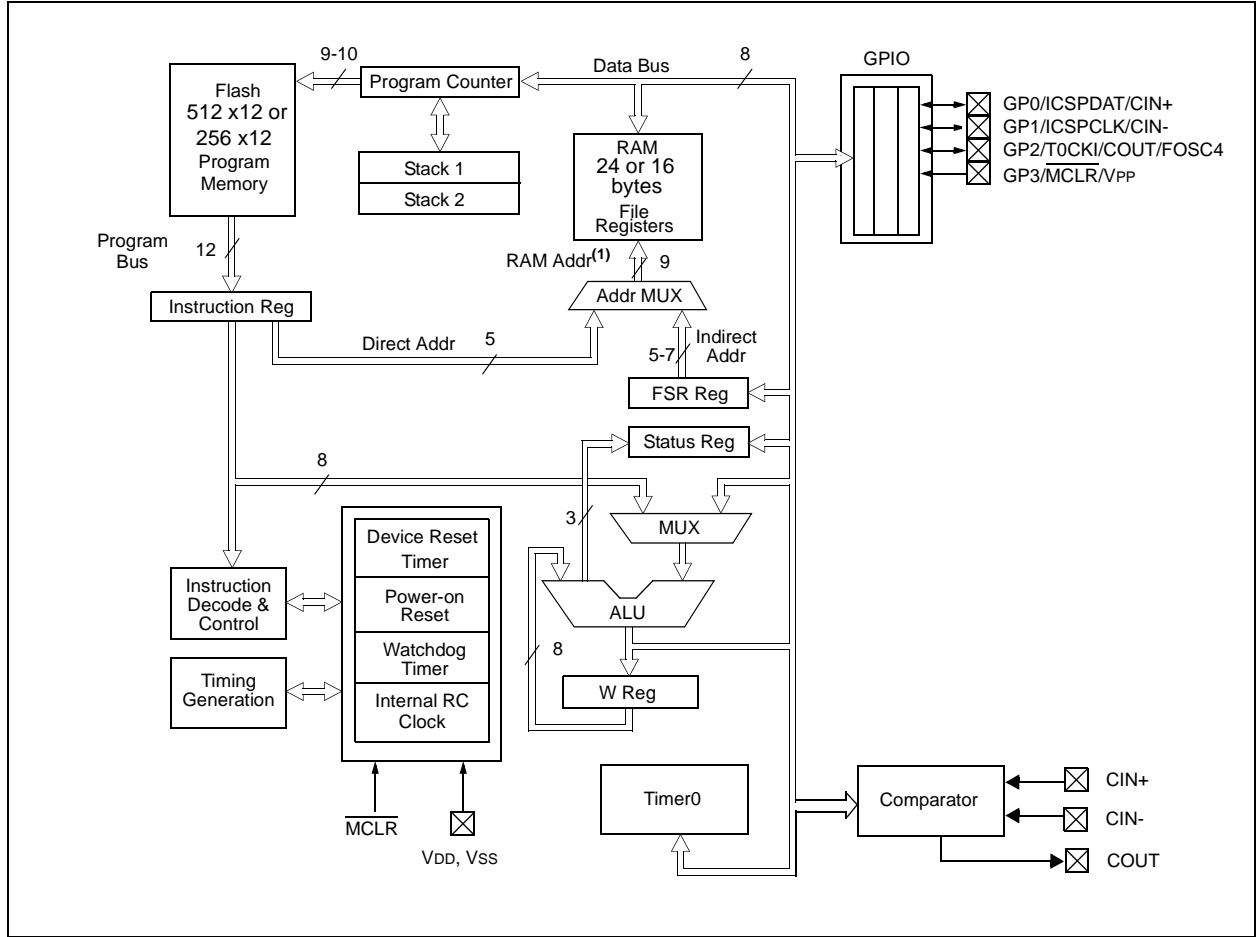 9-10
Program Counter
Data Bus
8
GPIO
Flash
512 x12 or
256 x12
Program
Memory
Stack 1
Stack 2
RAM
24 or 16
bytes
File
Registers
GP0/ICSPDAT/CIN+
GP1/ICSPCLK/CIN-
GP2/T0CKI/COUT/FOSC4
GP3/MCLR/VPP
Program
Bus
12
RAM Addr(1)
9
Addr MUX
Instruction Reg
Direct Addr
5
5-7
Indirect
Addr
FSR Reg
Status Reg
8
3
MUX
Device Reset
Timer
Power-on
Reset
Watchdog
Timer
Internal RC
Clock
Instruction
Decode &
Control
Timing
Generation
ALU
8
W Reg
MCLR
VDD, VSS
Timer0
Comparator
CIN+
CIN-
COUT